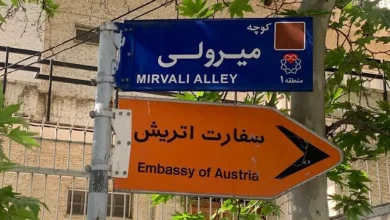 کوچه
میرولی
MIRVALI ALLEY
منطقه ۱
سفارت اتریش
Embassy of Austria